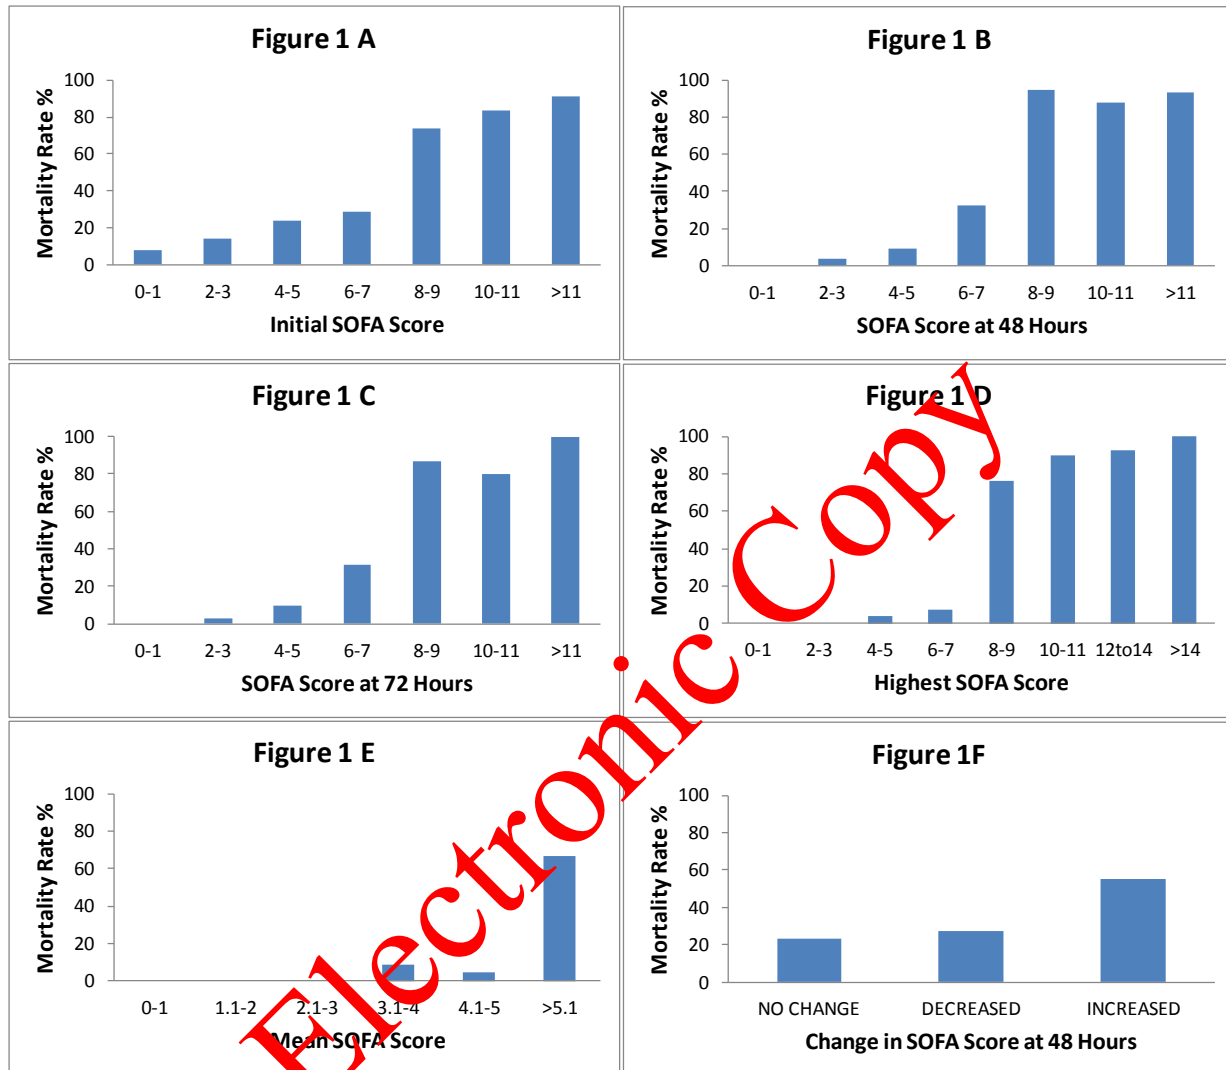 Figure 1 A
Mortality Rate %
100
80
60
40
20
0
0-1 2-3 4-5 6-7 8-9 10-11 >11
Initial SOFA Score
Figure 1 B
Mortality Rate %
100
80
60
40
20
0
0-1 2-3 4-5 6-7 8-9 10-11 >11
SOFA Score at 48 Hours
Figure 1 C
Mortality Rate %
100
80
60
40
20
0
0-1 2-3 4-5 6-7 8-9 10-11 >11
SOFA Score at 72 Hours
Figure 1 D
Mortality Rate %
100
80
60
40
20
0
0-1 2-3 4-5 6-7 8-9 10-11 12to14 >14
Highest SOFA Score
Figure 1 E
Mortality Rate %
100
80
60
40
20
0
0-1 1.1-2 2.1-3 3.1-4 4.1-5 >5.1
Mean SOFA Score
Figure 1F
Mortality Rate %
100
80
60
40
20
0
NO CHANGE DECREASED INCREASED
Change in SOFA Score at 48 Hours
Electronic Copy